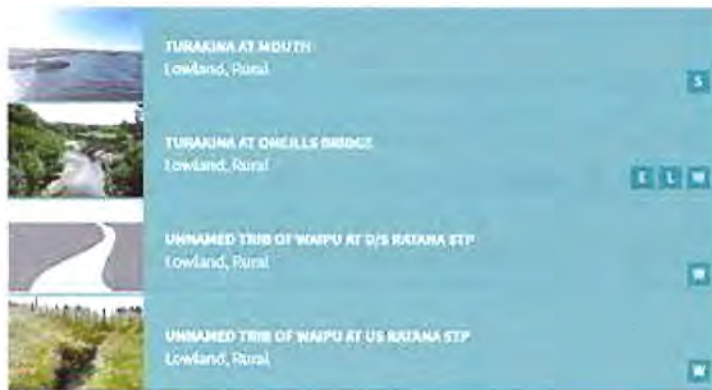 TURAKINA AT MOUTH
Lowland, Rural
S
TURAKINA AT ONEILLS BRIDGE
Lowland, Rural
E L W
UNNAMED TRIB OF WAIPU AT D/S RATANA STP
Lowland, Rural
W
UNNAMED TRIB OF WAIPU AT US RATANA STP
Lowland, Rural
W